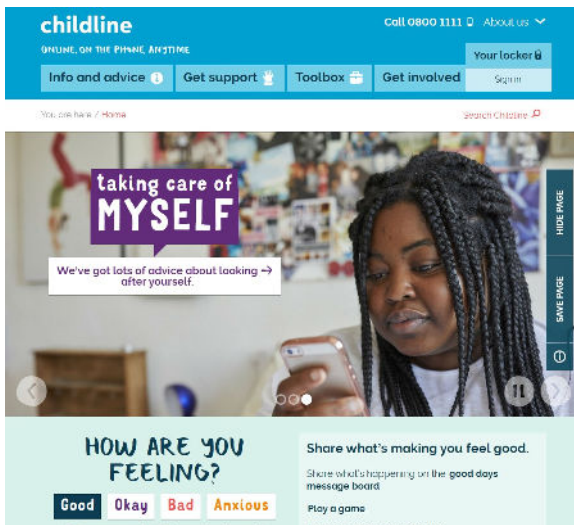 childline
Call 0800 1111 About us
ONLINE, ON THE PHONE, ANYTIME
Your locker
Info and advice
Get support
Toolbox
Get involved
Sign in
You are here / Home
Search Childline
taking care of
MYSELF
We've got lots of advice about looking →
after yourself.
HIDE PAGE
SAVE PAGE
HOW ARE YOU
FEELING?
Good Okay Bad Anxious
Share what's making you feel good.
Share what's happening on the good days
message board
Play a game